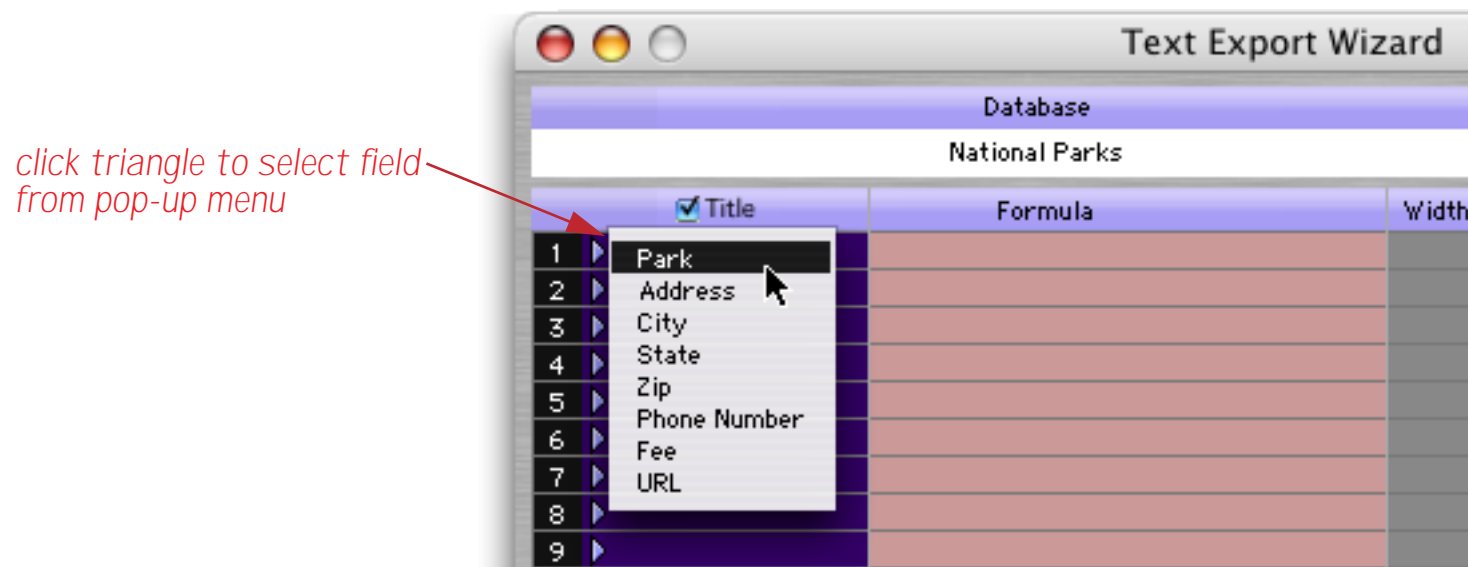 Text Export Wizard
Database
National Parks
click triangle to select field
from pop-up menu
Title Formula Width
1 Park
2 Address
3 City
4 State
5 Zip
6 Phone Number
7 Fee
8 URL
9